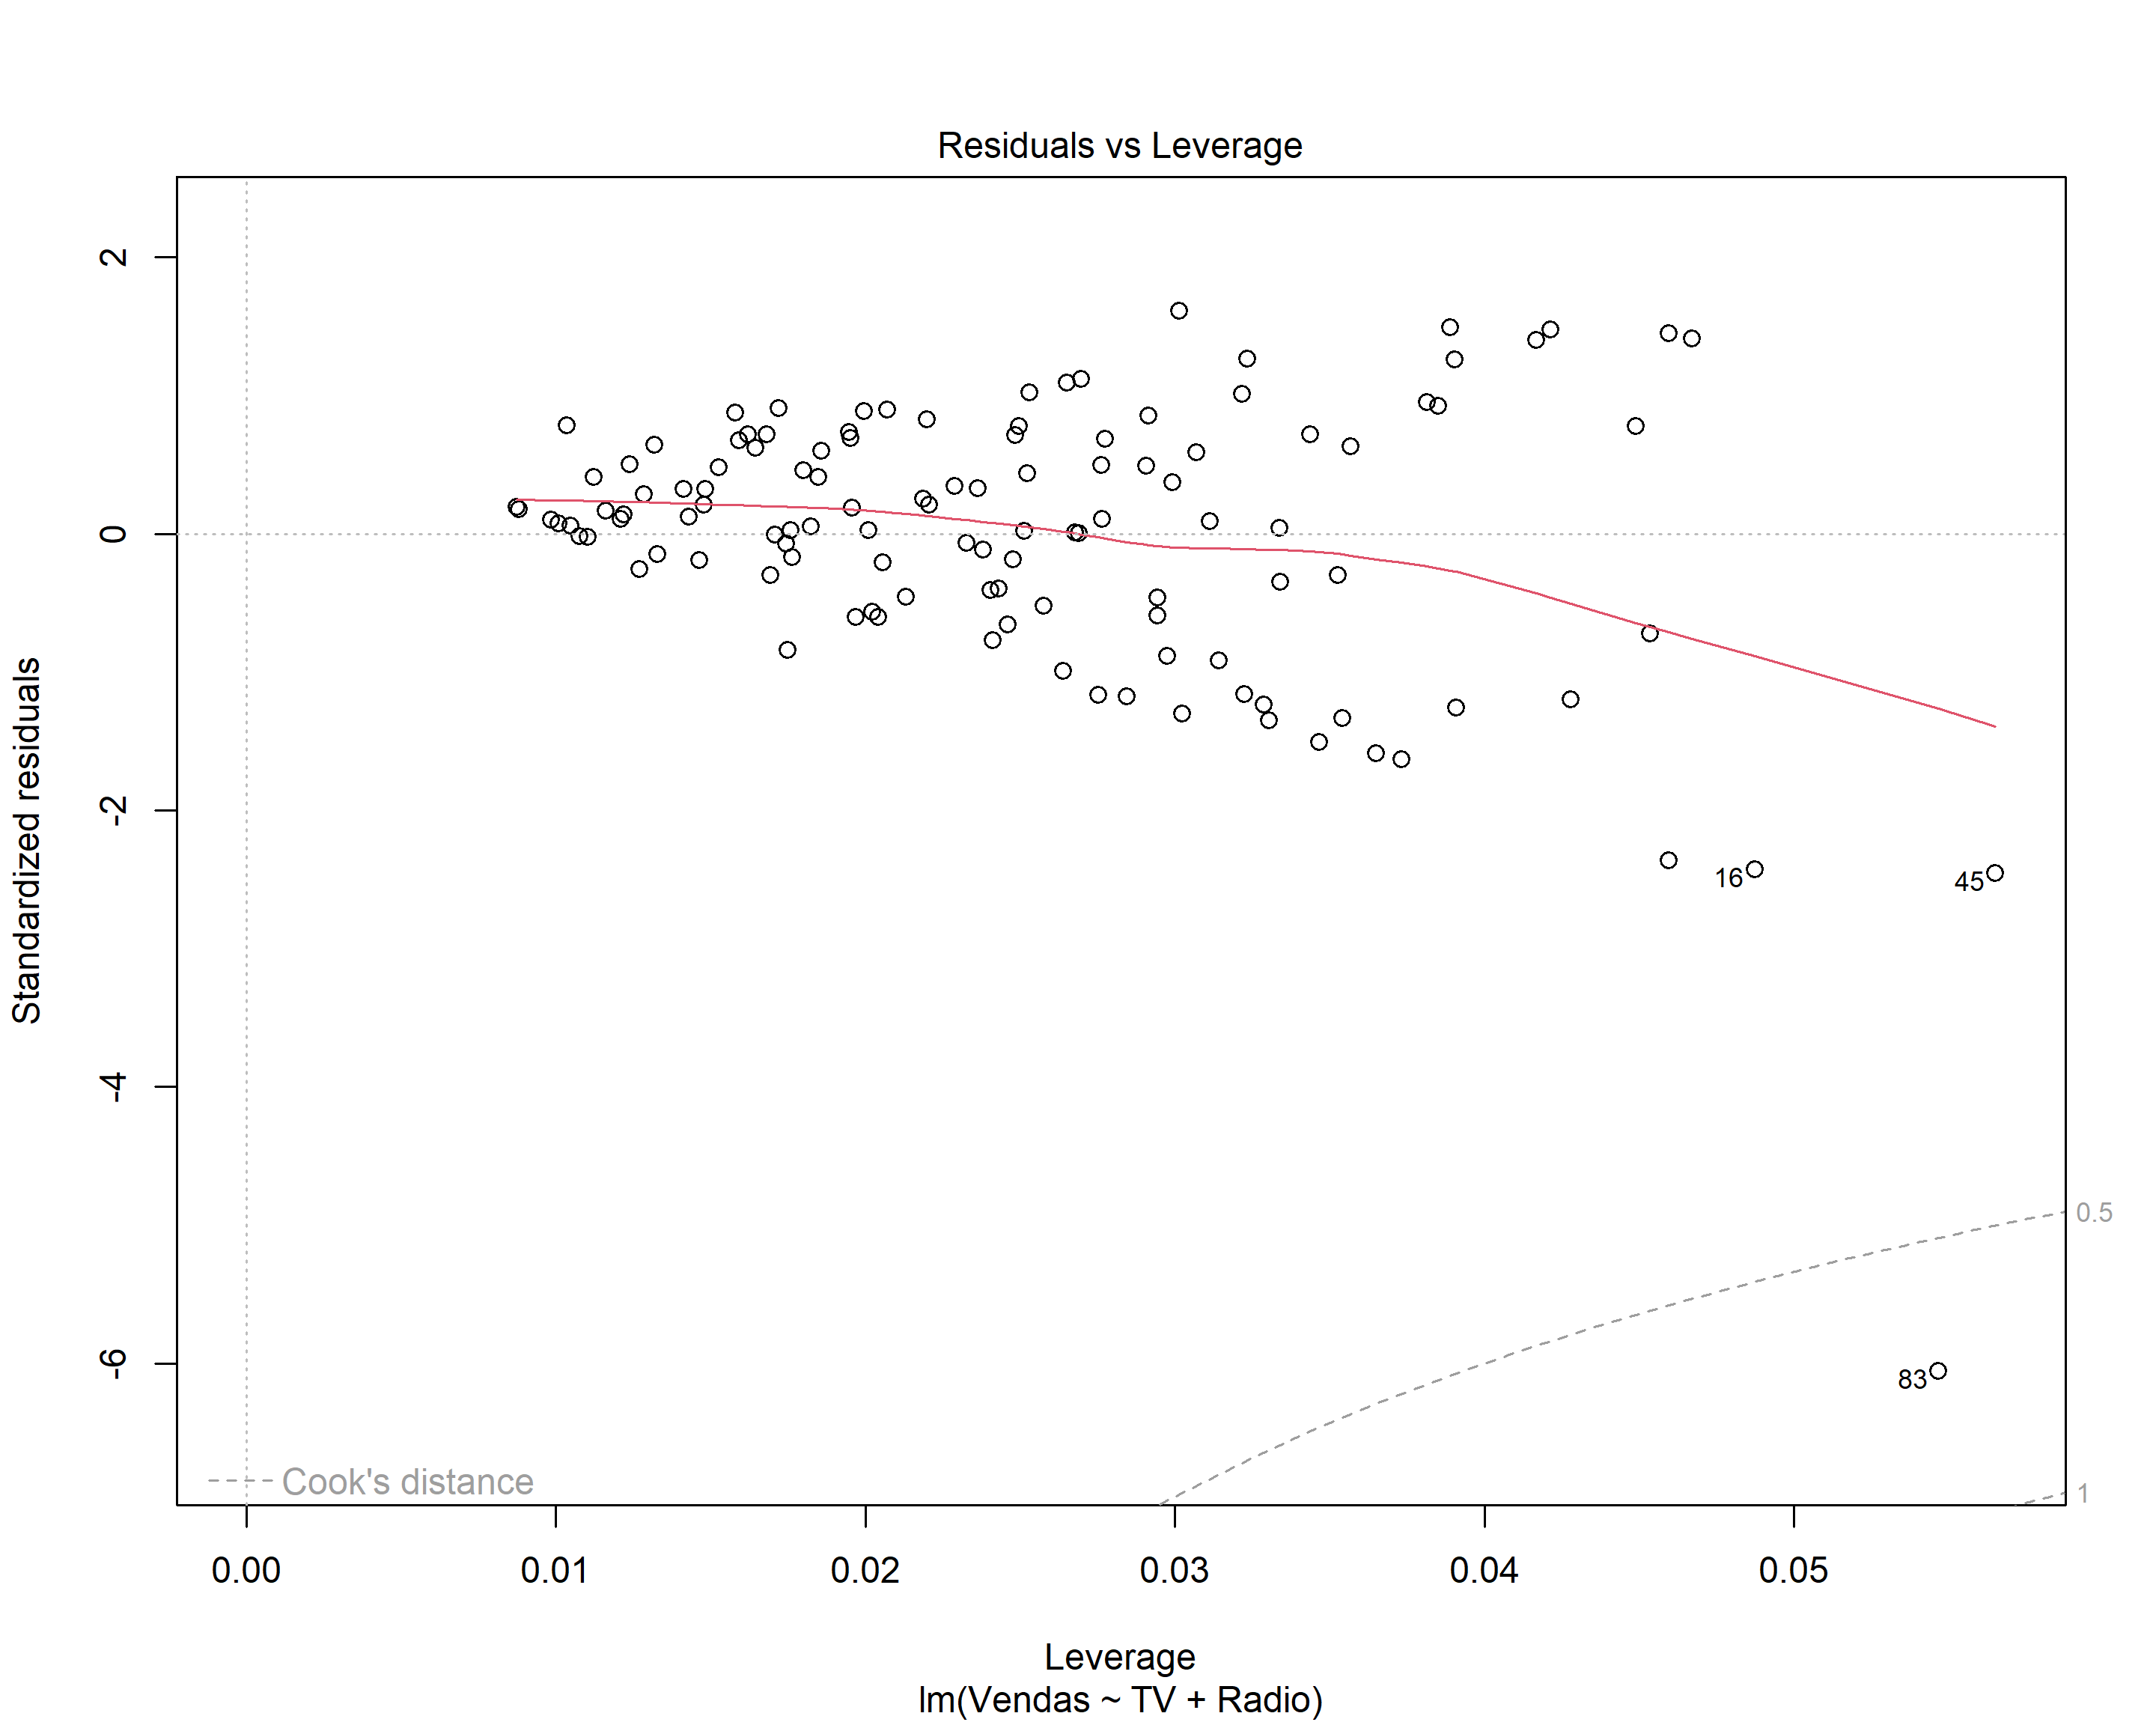 Residuals vs Leverage
Standardized residuals
2
0
-2
-4
-6
16
45
83
0.5
1
Cook's distance
0.00 0.01 0.02 0.03 0.04 0.05
Leverage
lm(Vendas ~ TV + Radio)